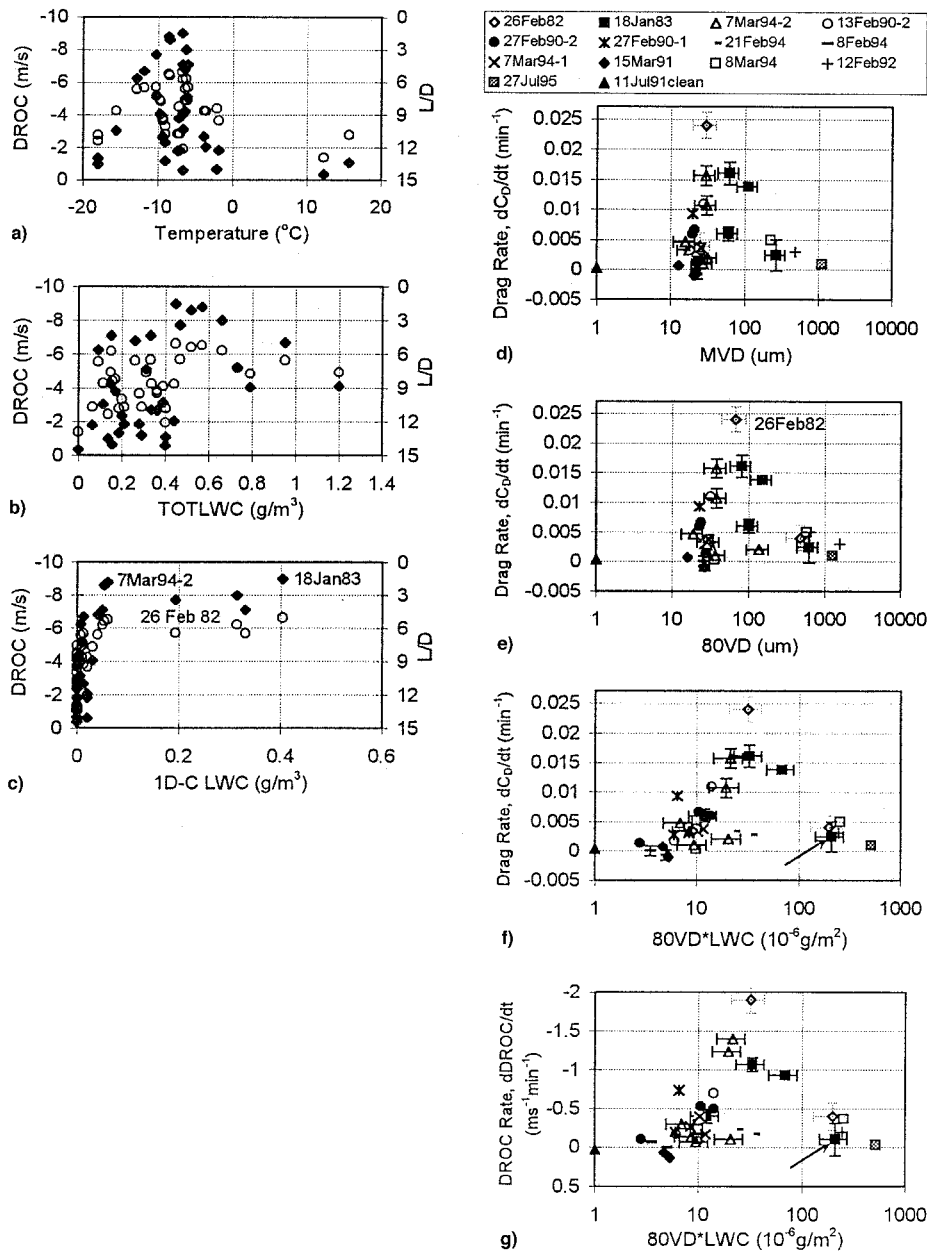 26Feb82 18Jan83 7Mar94-2 13Feb90-2
27Feb90-2 27Feb90-1 21Feb94 8Feb94
7Mar94-1 15Mar91 8Mar94 12Feb92
27Jul95 11Jul91clean
DROC (m/s)
-10 -8 -6 -4 -2 0
0 3 6 9 12 15
L/D
-20 -10 0 10 20
a) Temperature (°C)
DROC (m/s)
-10 -8 -6 -4 -2 0
0 3 6 9 12 15
L/D
0 0.2 0.4 0.6 0.8 1.0 1.2 1.4
b) TOTLWC (g/m³)
DROC (m/s)
-10 -8 -6 -4 -2 0
7Mar94-2 18Jan83
26 Feb 82
0 3 6 9 12 15
L/D
0 0.2 0.4 0.6
c) 1D-C LWC (g/m³)
Drag Rate, dC_D/dt (min⁻¹)
0.025 0.02 0.015 0.01 0.005 0 -0.005
1 10 100 1000 10000
d) MVD (um)
Drag Rate, dC_D/dt (min⁻¹)
0.025 0.02 0.015 0.01 0.005 0 -0.005
26Feb82
1 10 100 1000 10000
e) 80VD (um)
Drag Rate, dC_D/dt (min⁻¹)
0.025 0.02 0.015 0.01 0.005 0 -0.005
1 10 100 1000
f) 80VD*LWC (10⁻⁶g/m²)
DROC Rate, dDROC/dt
(ms⁻¹min⁻¹)
-2 -1.5 -1 -0.5 0 0.5
1 10 100 1000
g) 80VD*LWC (10⁻⁶g/m²)